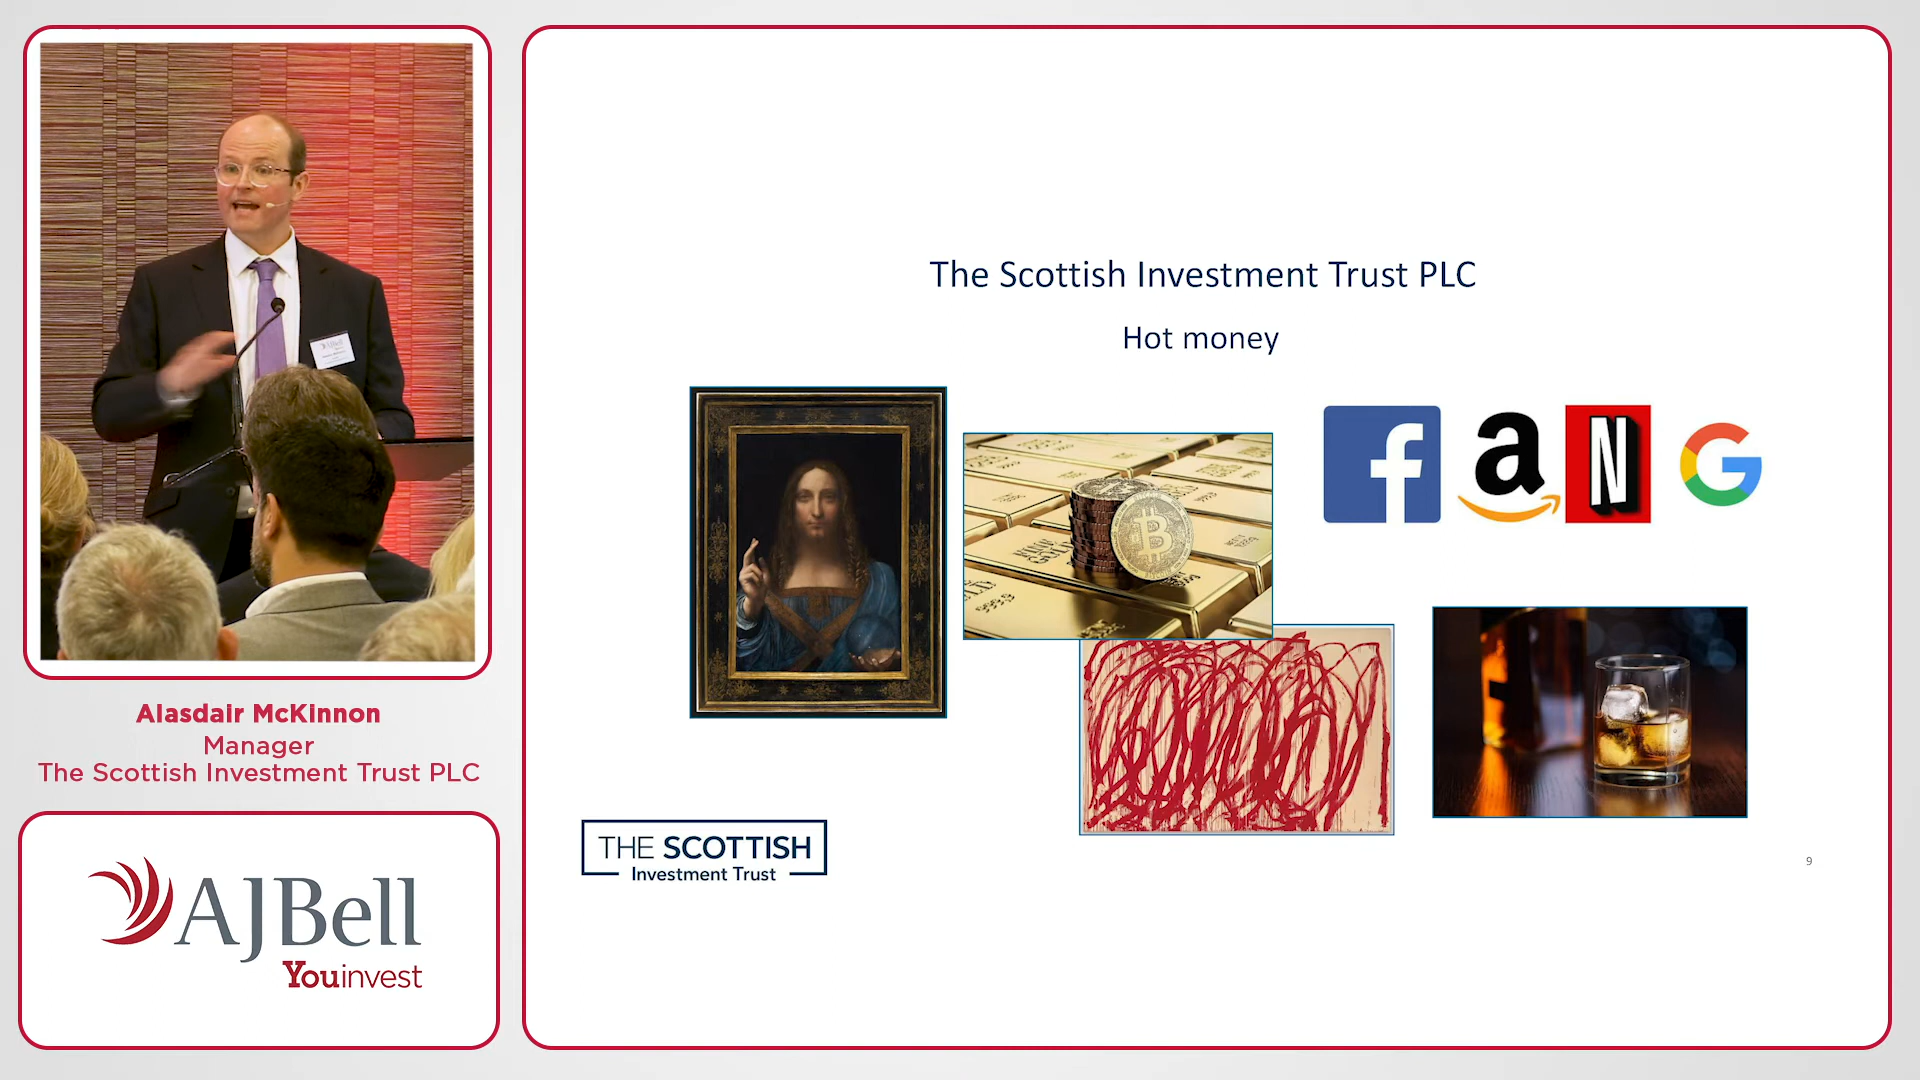 AJBell
Alasdair McKinnon
Manager
The Scottish Investment Trust PLC
AJBell
Youinvest
The Scottish Investment Trust PLC
Hot money
f a N G
THE SCOTTISH
Investment Trust
9